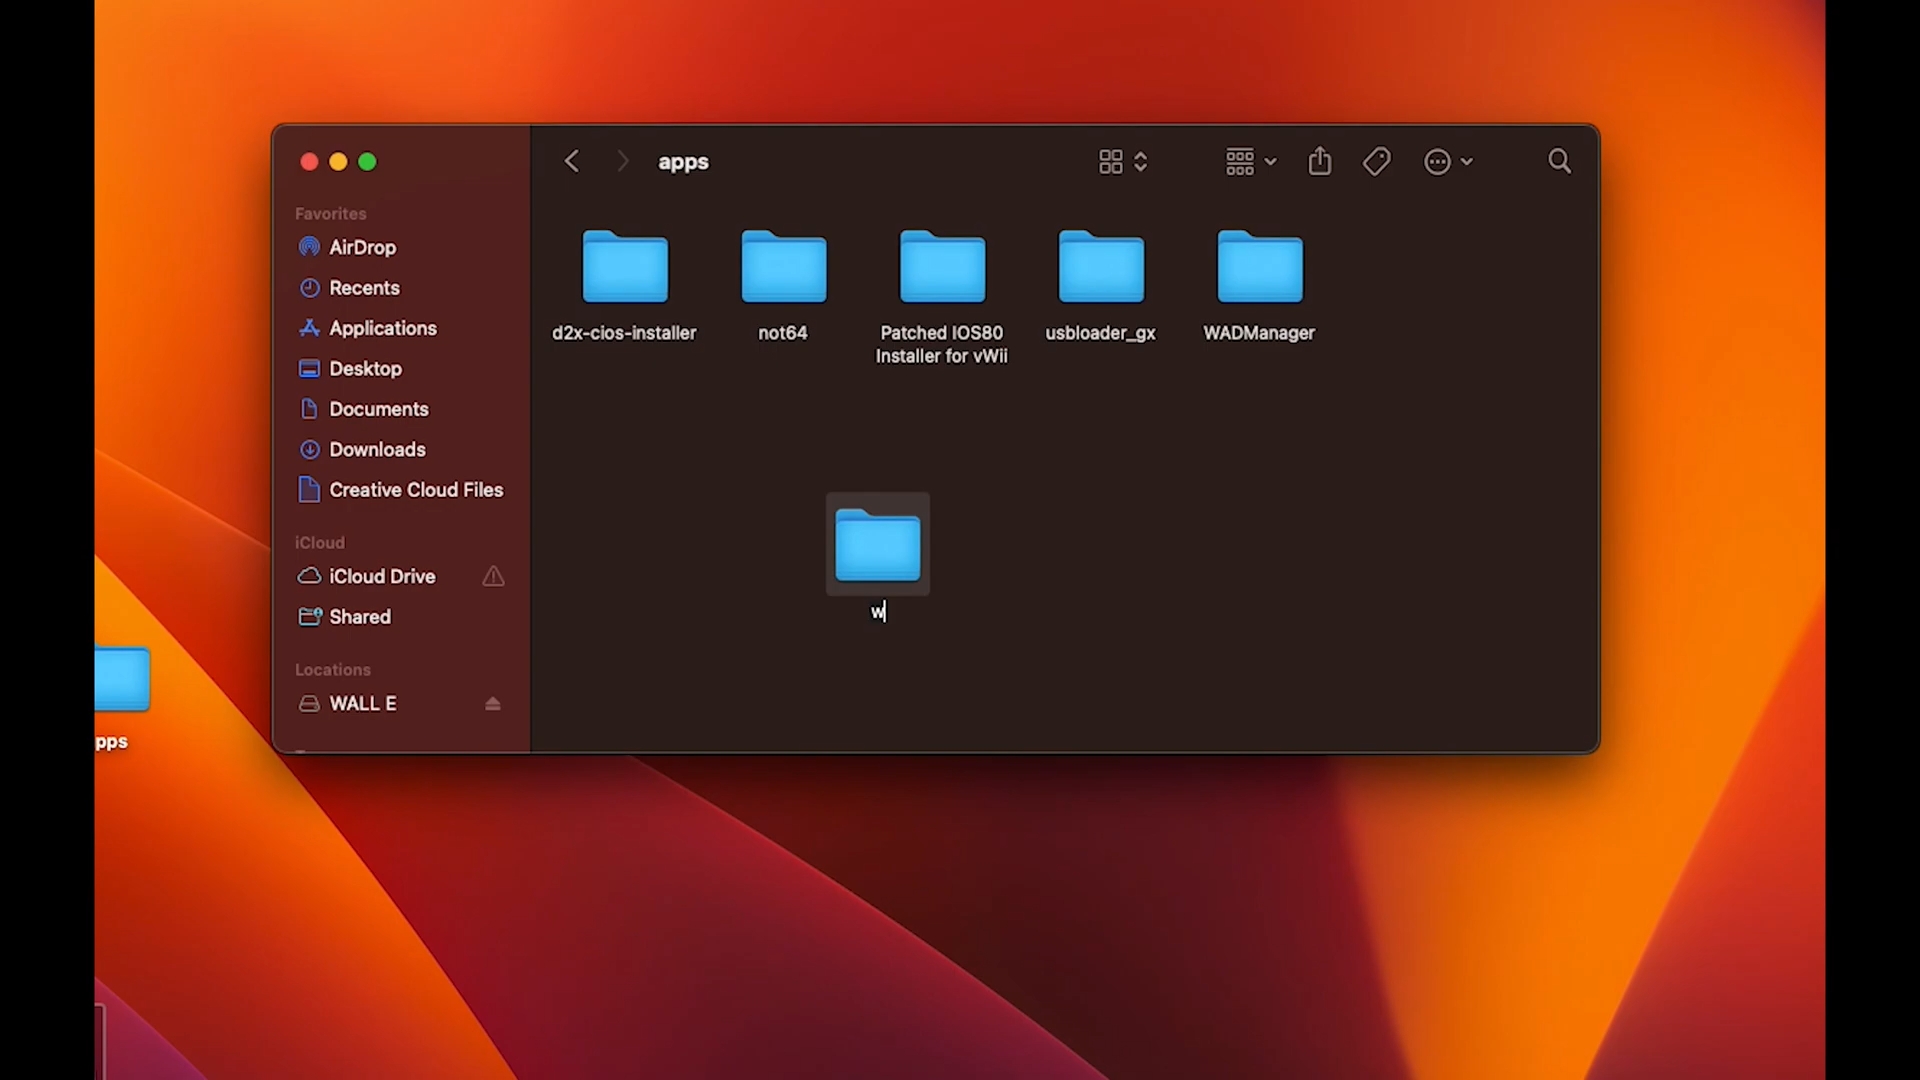 apps
Favorites
AirDrop
Recents
Applications
Desktop
Documents
Downloads
Creative Cloud Files
iCloud
iCloud Drive
Shared
Locations
WALL E
d2x-cios-installer
not64
Patched IOS80
Installer for vWii
usbloader_gx
WADManager
w
pps